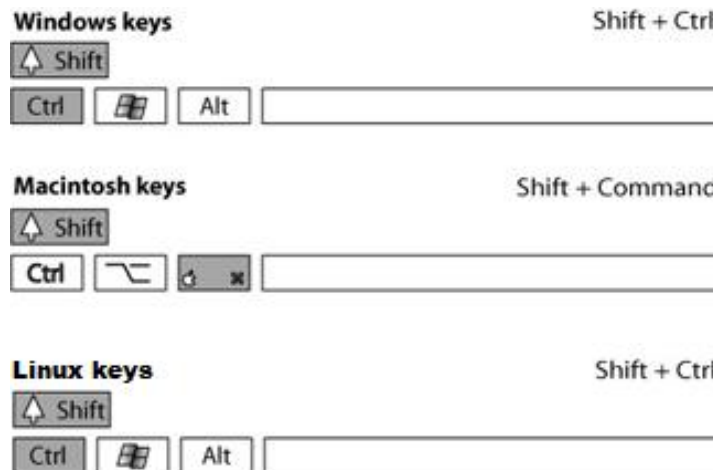 Windows keys Shift + Ctrl
Shift
Ctrl Alt
Macintosh keys Shift + Command
Shift
Ctrl
Linux keys Shift + Ctrl
Shift
Ctrl Alt